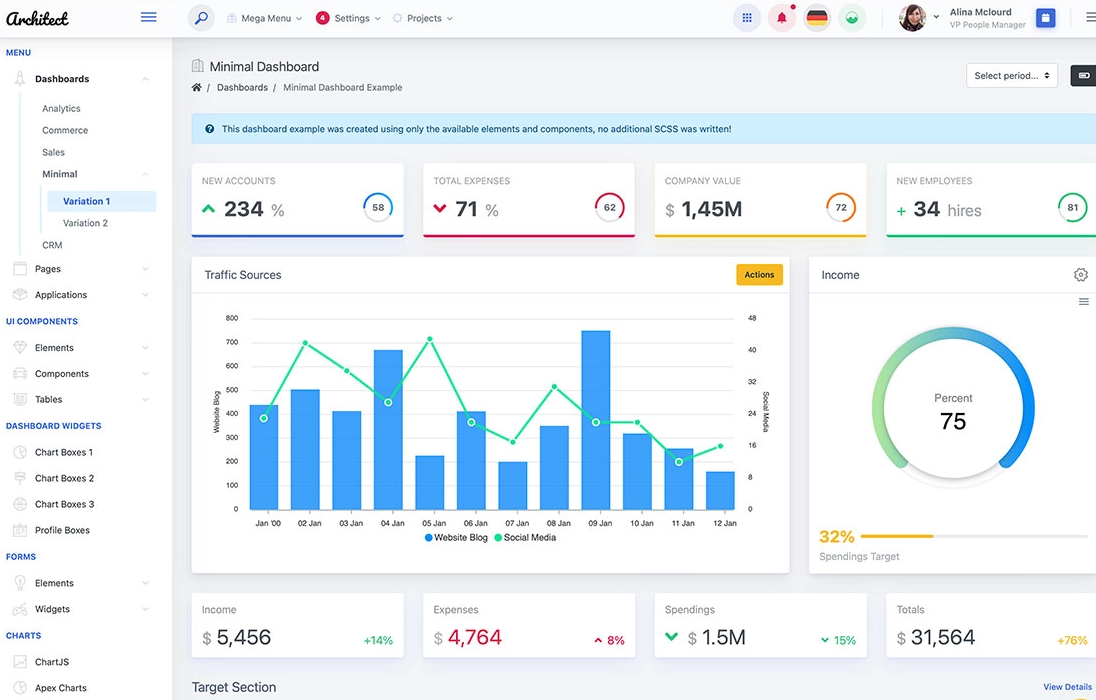 Architect
Mega Menu
4
Settings
Projects
Alina Mclourd
VP People Manager
MENU
Dashboards
Analytics
Commerce
Sales
Minimal
Variation 1
Variation 2
CRM
Pages
Applications
UI COMPONENTS
Elements
Components
Tables
DASHBOARD WIDGETS
Chart Boxes 1
Chart Boxes 2
Chart Boxes 3
Profile Boxes
FORMS
Elements
Widgets
CHARTS
ChartJS
Apex Charts
Minimal Dashboard
/ Dashboards / Minimal Dashboard Example
Select period...
This dashboard example was created using only the available elements and components, no additional SCSS was written!
NEW ACCOUNTS
234 %
58
TOTAL EXPENSES
71 %
62
COMPANY VALUE
$ 1,45M
72
NEW EMPLOYEES
+ 34 hires
81
Traffic Sources
Actions
800
700
600
500
400
300
200
100
0
Website Blog
48
40
32
24
16
8
0
Social Media
Jan '00 02 Jan 03 Jan 04 Jan 05 Jan 06 Jan 07 Jan 08 Jan 09 Jan 10 Jan 11 Jan 12 Jan
Website Blog Social Media
Income
Percent
75
32%
Spendings Target
Income
$ 5,456
+14%
Expenses
$ 4,764
8%
Spendings
$ 1.5M
15%
Totals
$ 31,564
+76%
Target Section
View Details